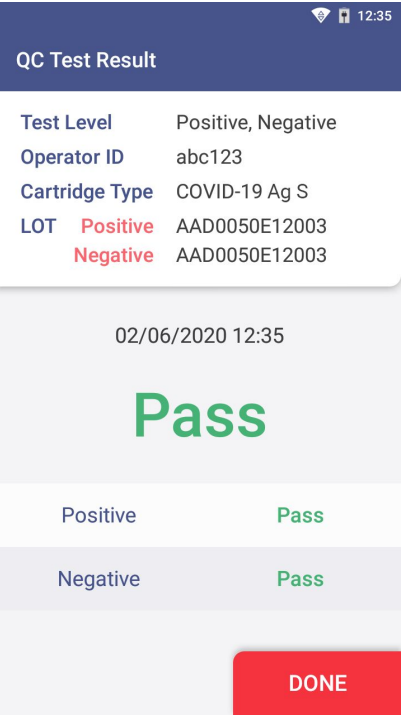 12:35
QC Test Result
Test Level Positive, Negative
Operator ID abc123
Cartridge Type COVID-19 Ag S
LOT Positive AAD0050E12003
Negative AAD0050E12003
02/06/2020 12:35
Pass
Positive Pass
Negative Pass
DONE